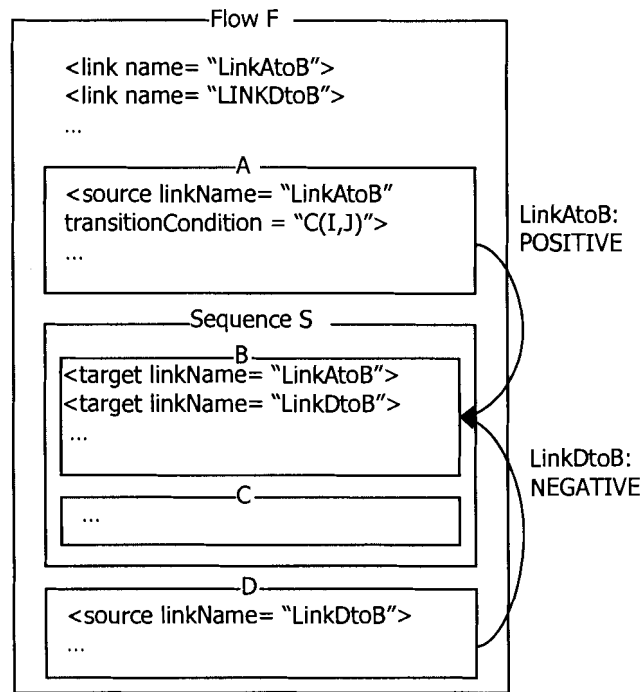 Flow F
<link name= “LinkAtoB”>
<link name= “LINKDtoB”>
...
A
<source linkName= “LinkAtoB”
transitionCondition = “C(I,J)”>
...
LinkAtoB:
POSITIVE
Sequence S
B
<target linkName= “LinkAtoB”>
<target linkName= “LinkDtoB”>
...
LinkDtoB:
NEGATIVE
C
...
D
<source linkName= “LinkDtoB”>
...